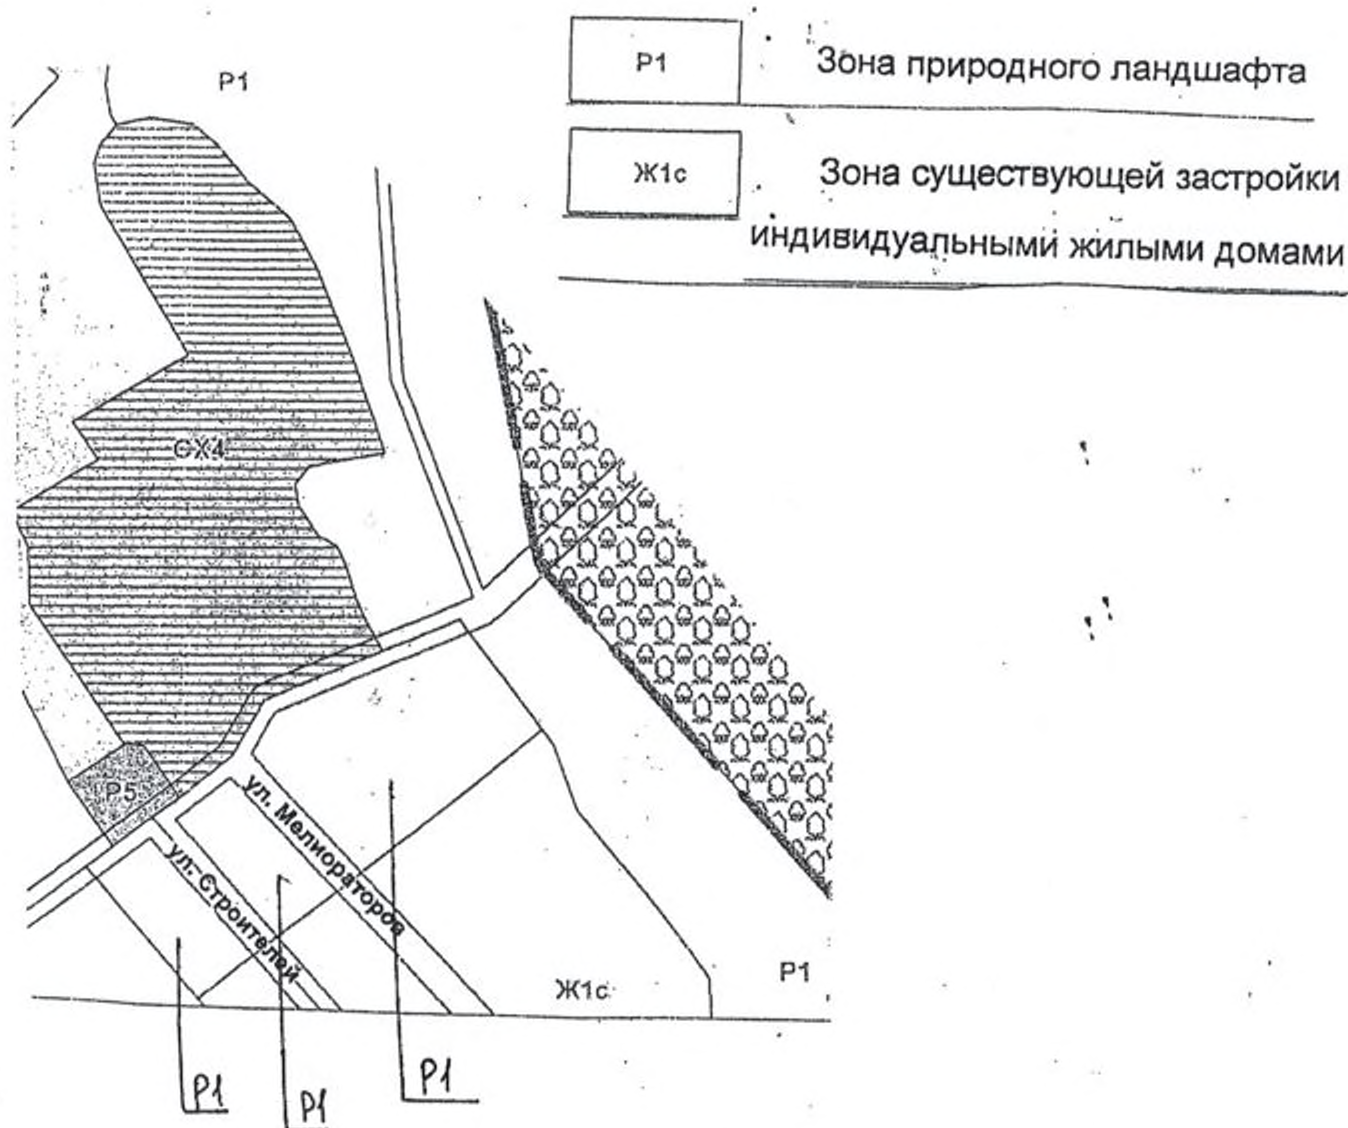 Р1
Р1 Зона природного ландшафта
Ж1с Зона существующей застройки
индивидуальными жилыми домами
СХ4
Р5
ул. Мелиораторов
ул. Строителей
Ж1с
Р1
Р1
Р1
Р1